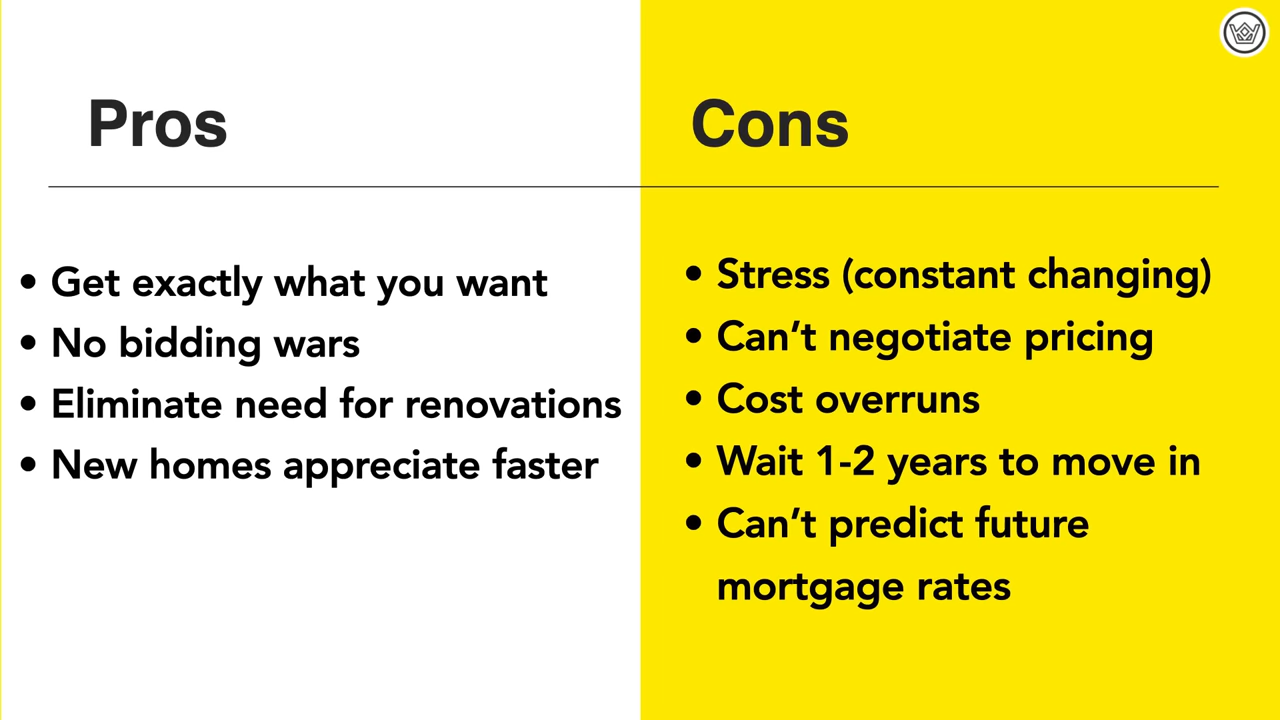 Pros
• Get exactly what you want
• No bidding wars
• Eliminate need for renovations
• New homes appreciate faster
Cons
• Stress (constant changing)
• Can’t negotiate pricing
• Cost overruns
• Wait 1-2 years to move in
• Can’t predict future
mortgage rates